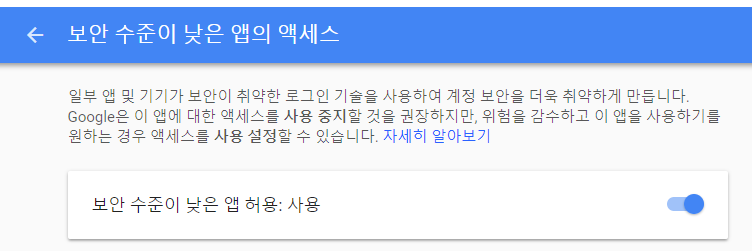 보안 수준이 낮은 앱의 액세스
일부 앱 및 기기가 보안이 취약한 로그인 기술을 사용하여 계정 보안을 더욱 취약하게 만듭니다.
Google은 이 앱에 대한 액세스를 사용 중지할 것을 권장하지만, 위험을 감수하고 이 앱을 사용하기를
원하는 경우 액세스를 사용 설정할 수 있습니다. 자세히 알아보기
보안 수준이 낮은 앱 허용: 사용